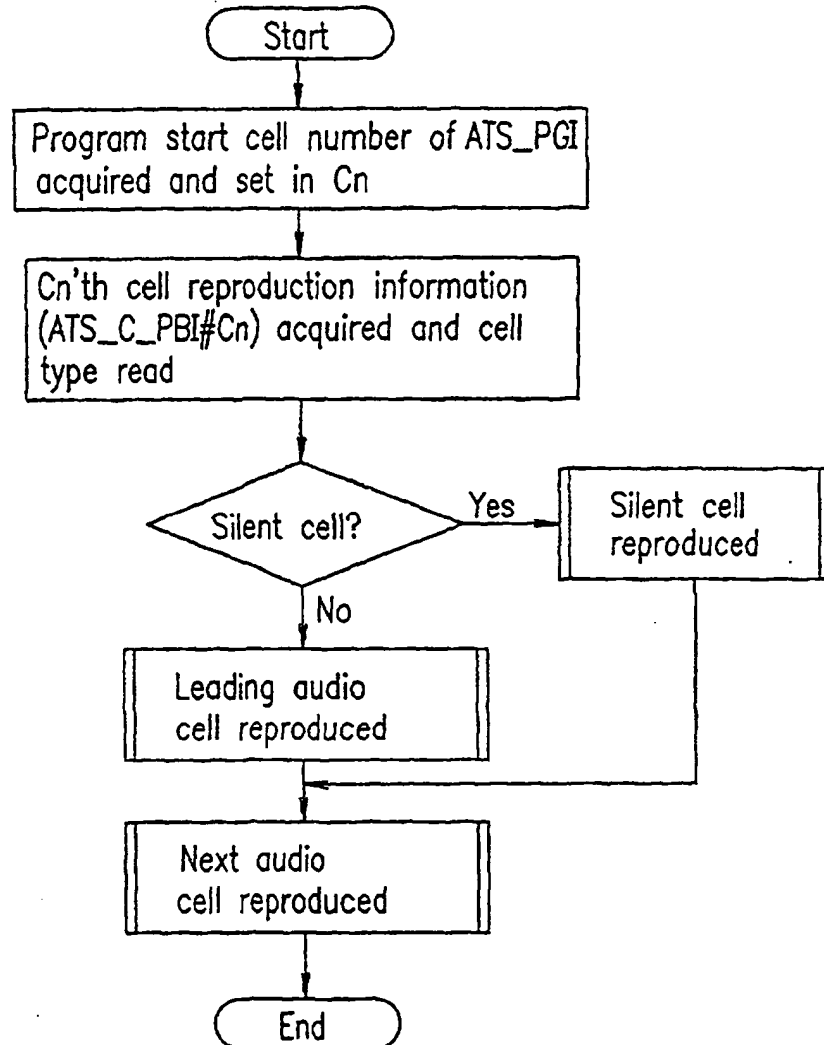 Start
Program start cell number of ATS_PGI
acquired and set in Cn
Cn'th cell reproduction information
(ATS_C_PBI#Cn) acquired and cell
type read
Silent cell?
Yes
Silent cell
reproduced
No
Leading audio
cell reproduced
Next audio
cell reproduced
End